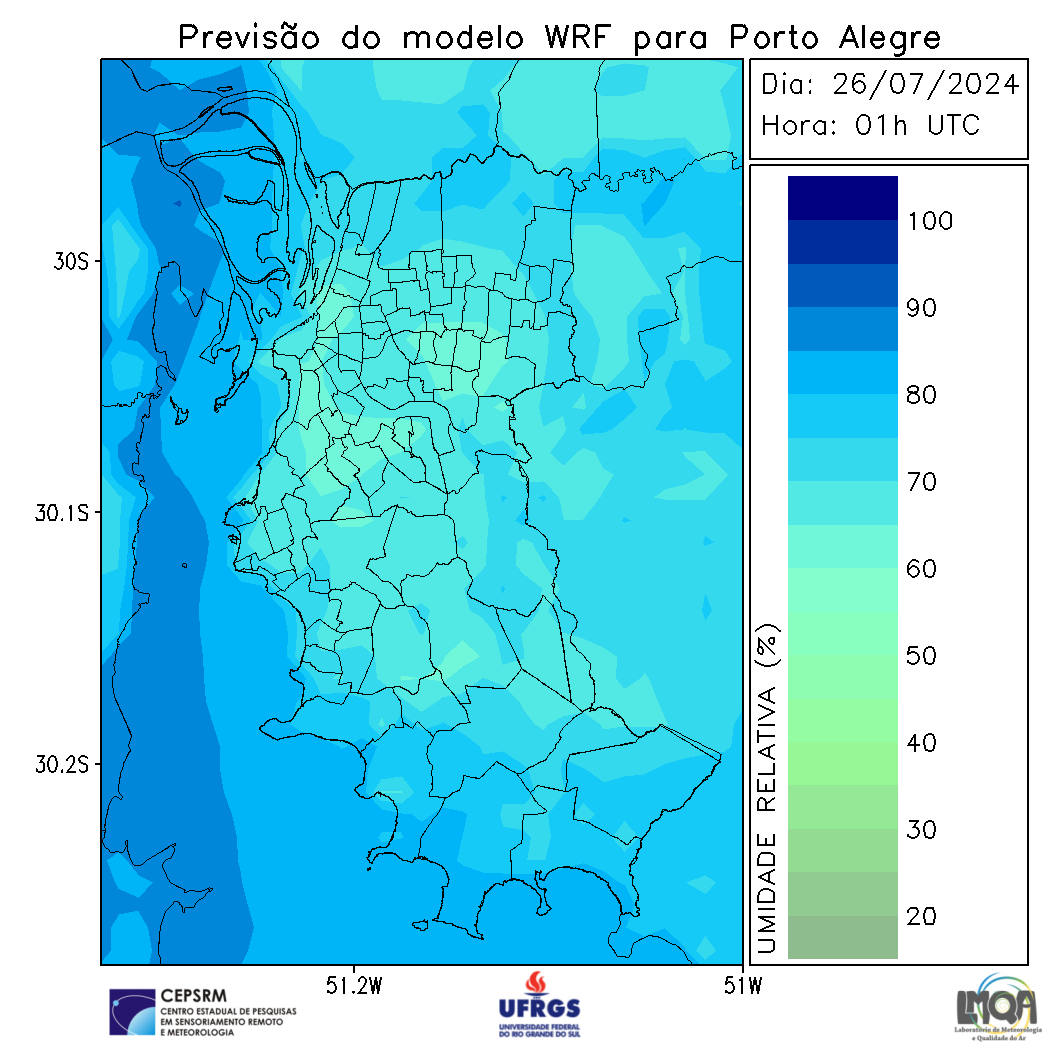 Previsão do modelo WRF para Porto Alegre
Dia: 26/07/2024
Hora: 01h UTC
30S
30.1S
30.2S
51.2W
51W
100
90
80
70
60
50
40
30
20
UMIDADE RELATIVA (%)
CEPSRM
CENTRO ESTADUAL DE PESQUISAS
EM SENSORIAMENTO REMOTO
E METEOROLOGIA
UFRGS
UNIVERSIDADE FEDERAL
DO RIO GRANDE DO SUL
LMQA
Laboratório de Meteorologia
e Qualidade do Ar